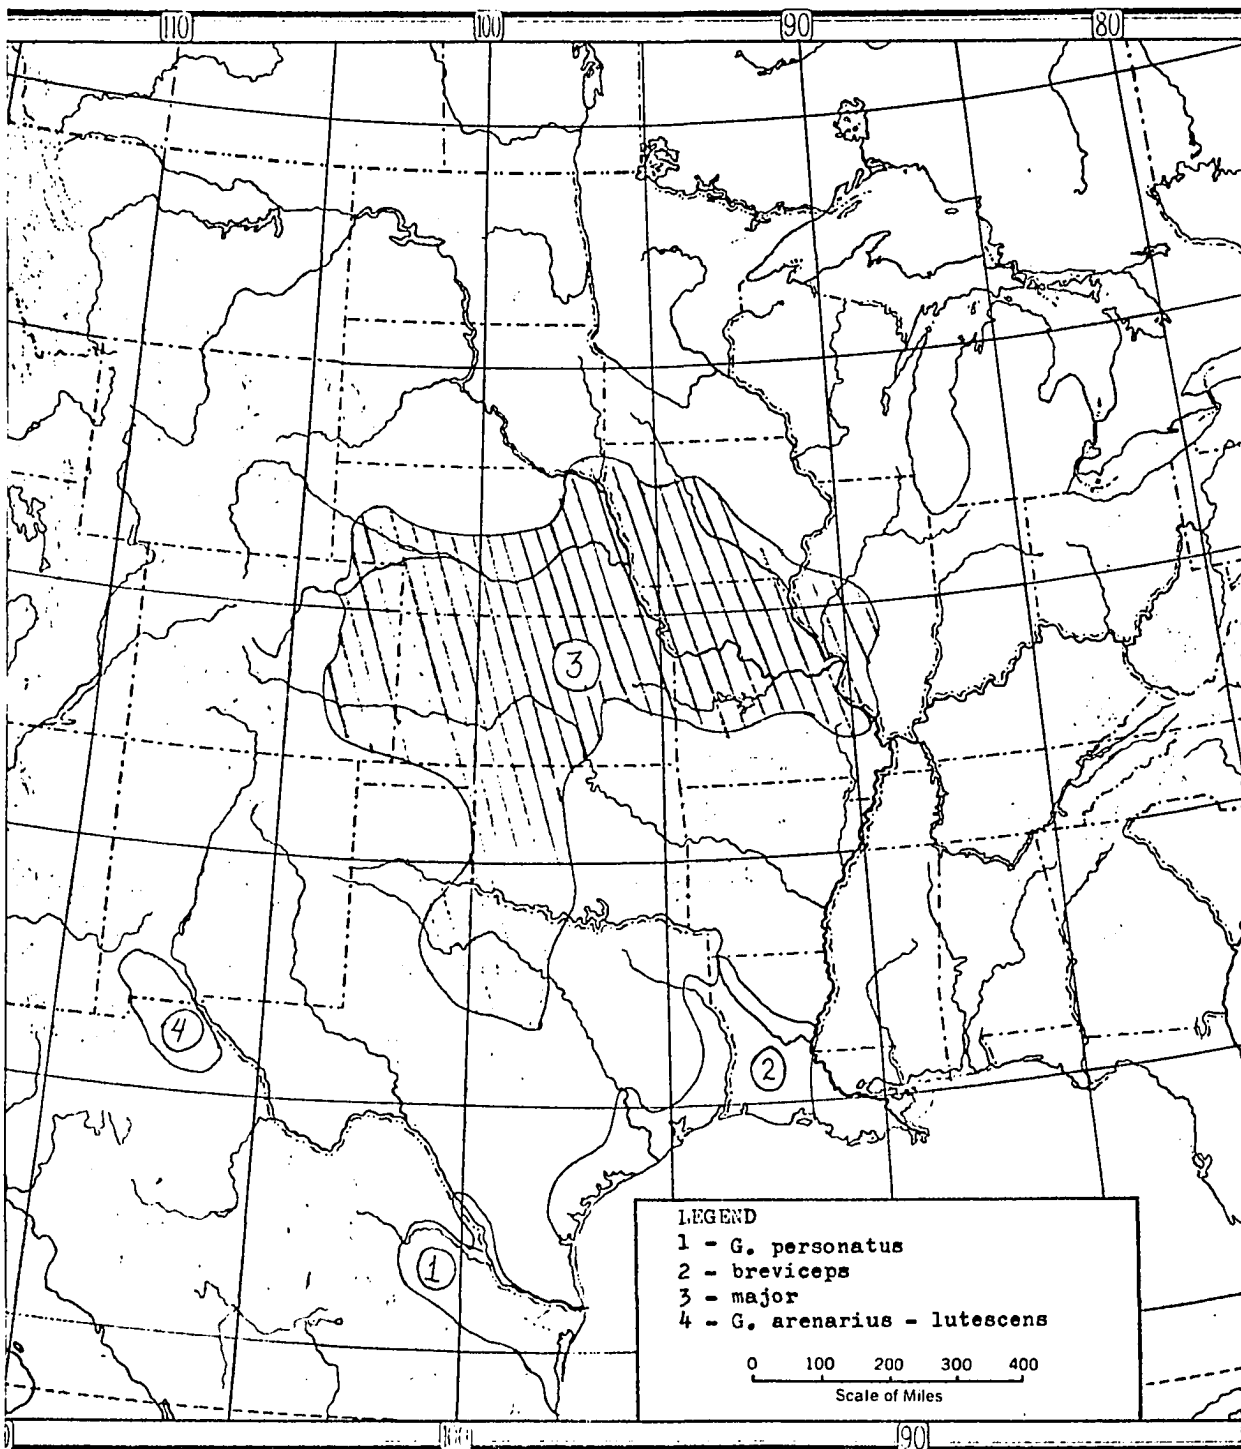 110 100 90 80
3
4
2
1
LEGEND
1 - G. personatus
2 - breviceps
3 - major
4 - G. arenarius - lutescens
0 100 200 300 400
Scale of Miles
100 90